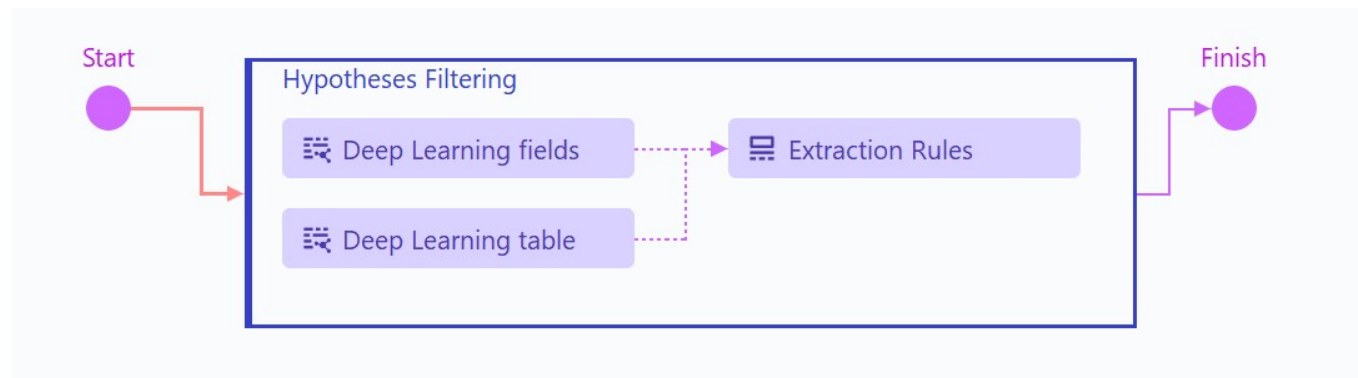 Start
Finish
Hypotheses Filtering
Deep Learning fields
Extraction Rules
Deep Learning table